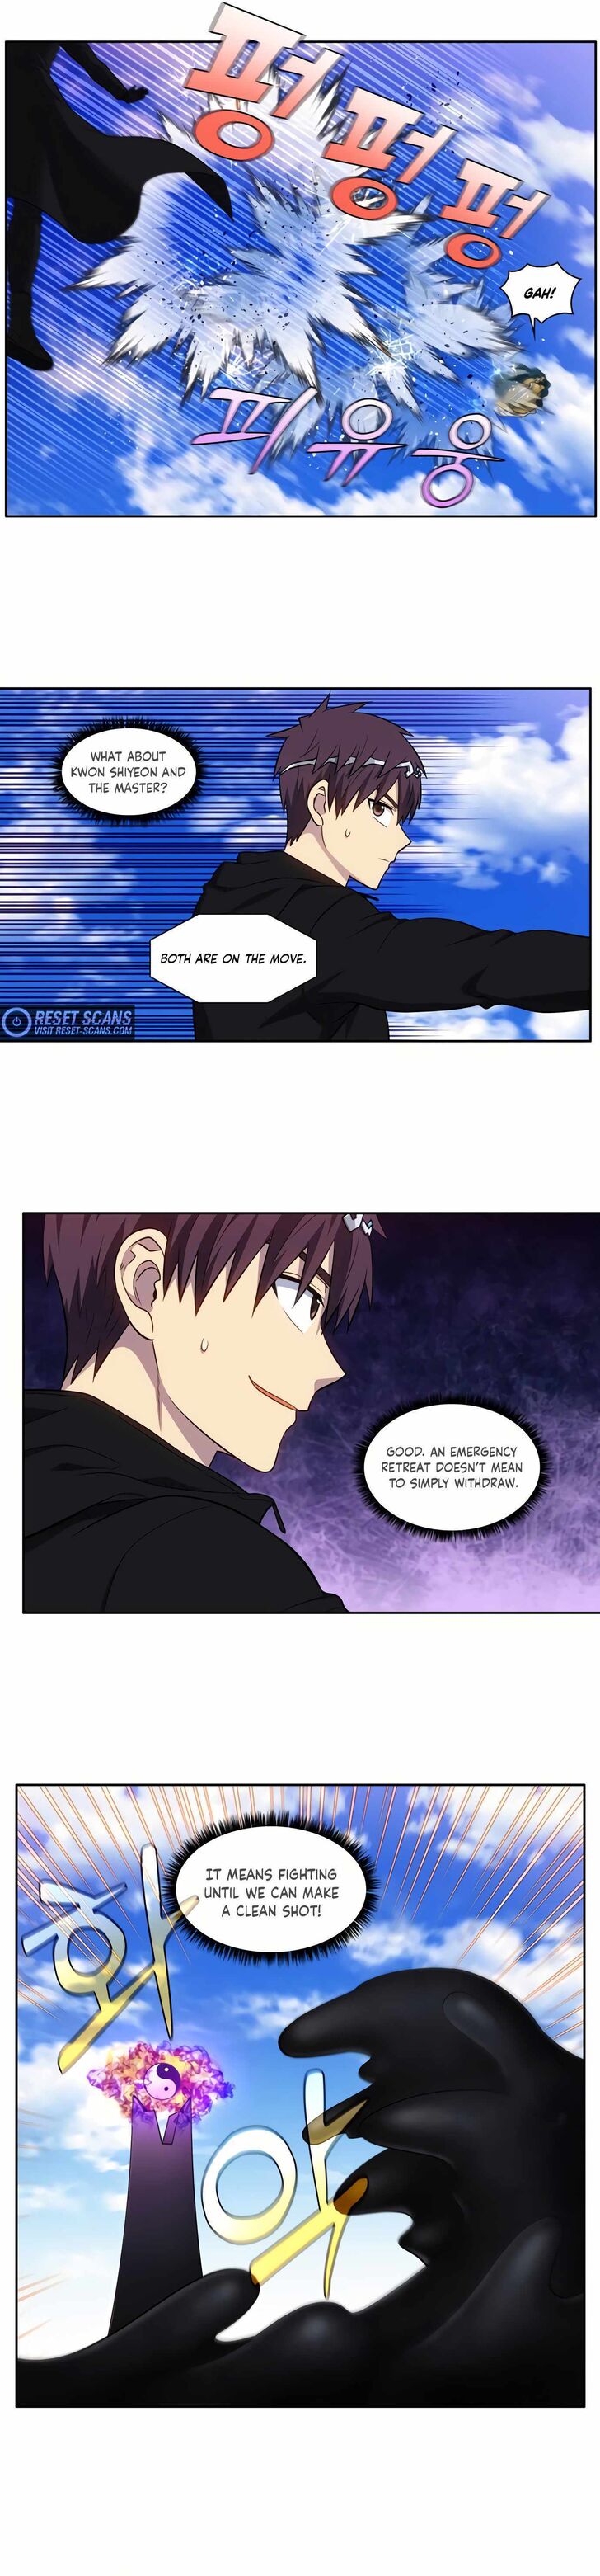 펑펑펑
GAH!
피유웅
WHAT ABOUT
KWON SHIYEON AND
THE MASTER?
BOTH ARE ON THE MOVE.
RESET SCANS
VISIT RESET-SCANS.COM
GOOD. AN EMERGENCY
RETREAT DOESN'T MEAN
TO SIMPLY WITHDRAW.
IT MEANS FIGHTING
UNTIL WE CAN MAKE
A CLEAN SHOT!
화
아